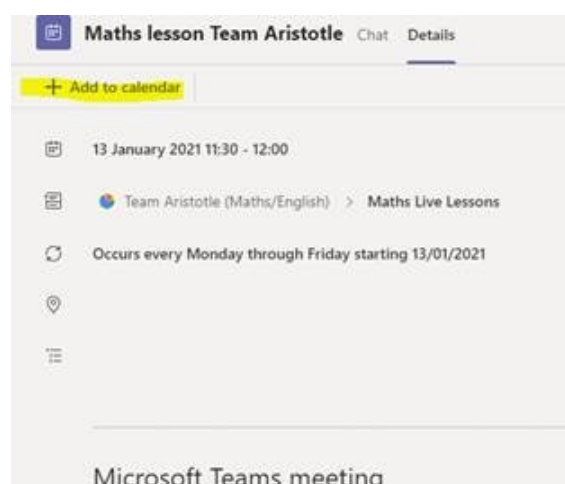 Maths lesson Team Aristotle Chat Details
+ Add to calendar
13 January 2021 11:30 - 12:00
Team Aristotle (Maths/English) > Maths Live Lessons
Occurs every Monday through Friday starting 13/01/2021
Microsoft Teams meeting